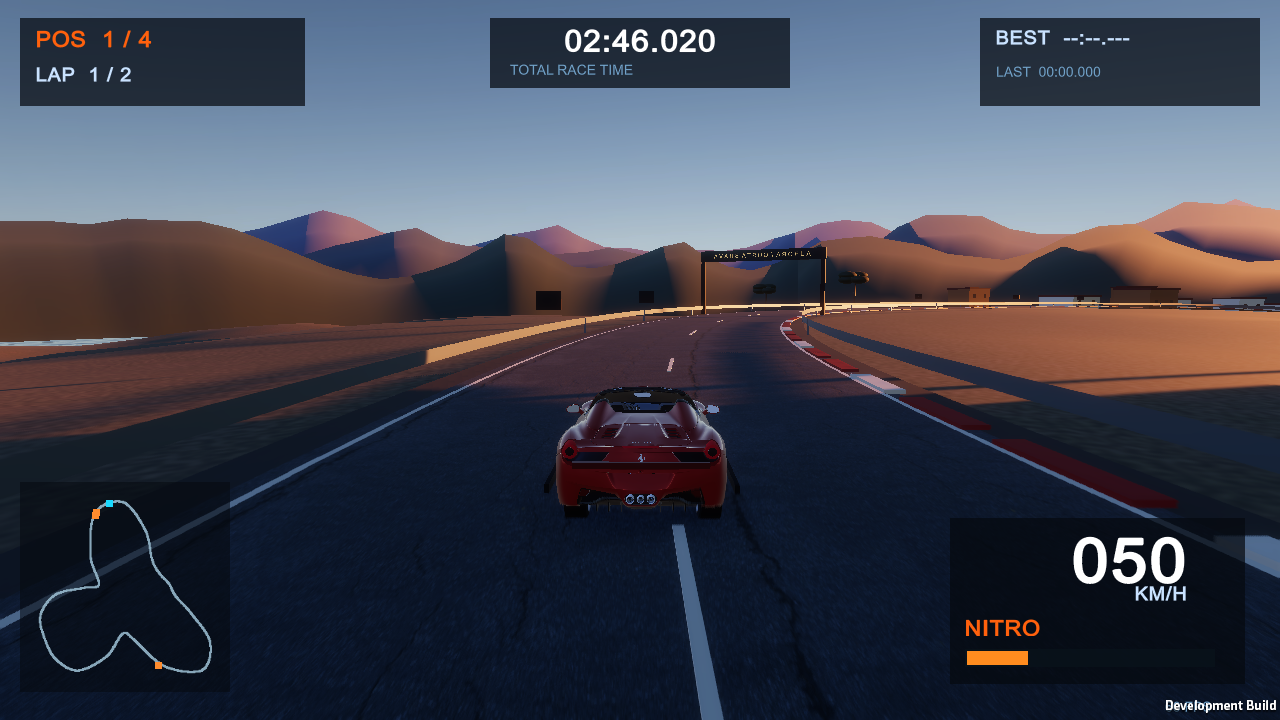 POS 1 / 4
LAP 1 / 2
02:46.020
TOTAL RACE TIME
BEST --:--.---
LAST 00:00.000
050
KM/H
NITRO
Development Build